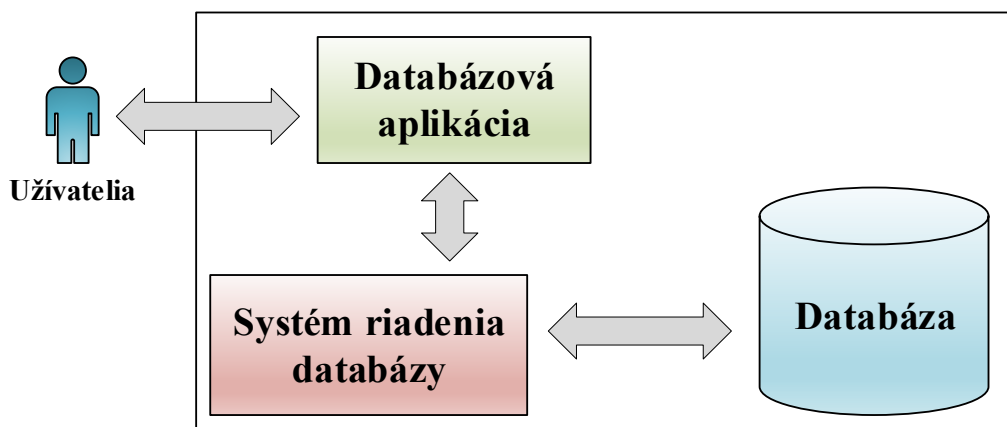 Databázová
aplikácia
Užívatelia
Systém riadenia
databázy
Databáza